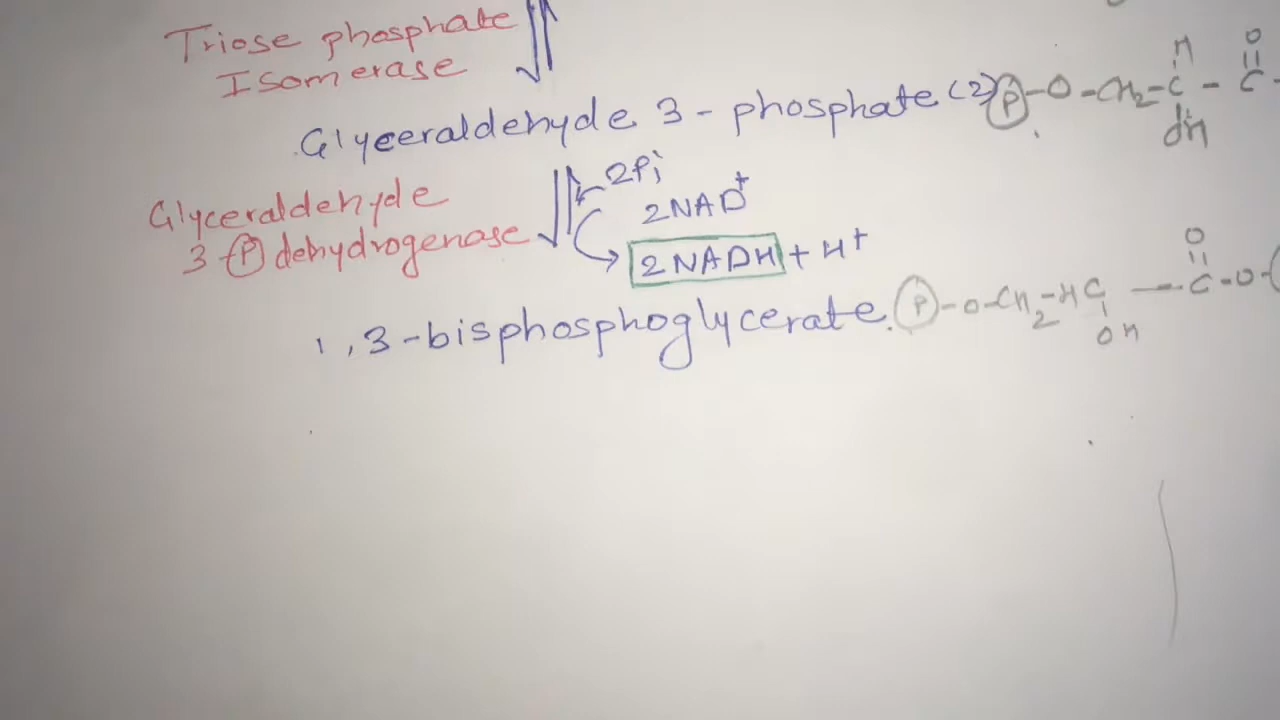 Triose phosphate
Isomerase
Glyceraldehyde 3-phosphate (2) P-O-CH2-C-C-
H
O
OH
Glyceraldehyde
3-P dehydrogenase
2Pi
2NAD+
2NADH + H+
1,3-bisphosphoglycerate. P-O-CH2-HC-C-O-
O
OH